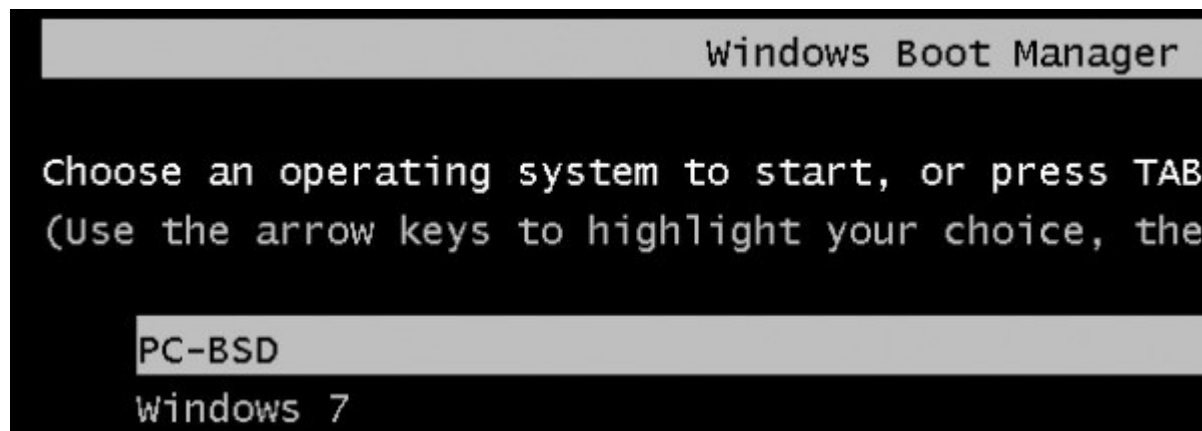 Windows Boot Manager
Choose an operating system to start, or press TAB
(Use the arrow keys to highlight your choice, the
PC-BSD
Windows 7